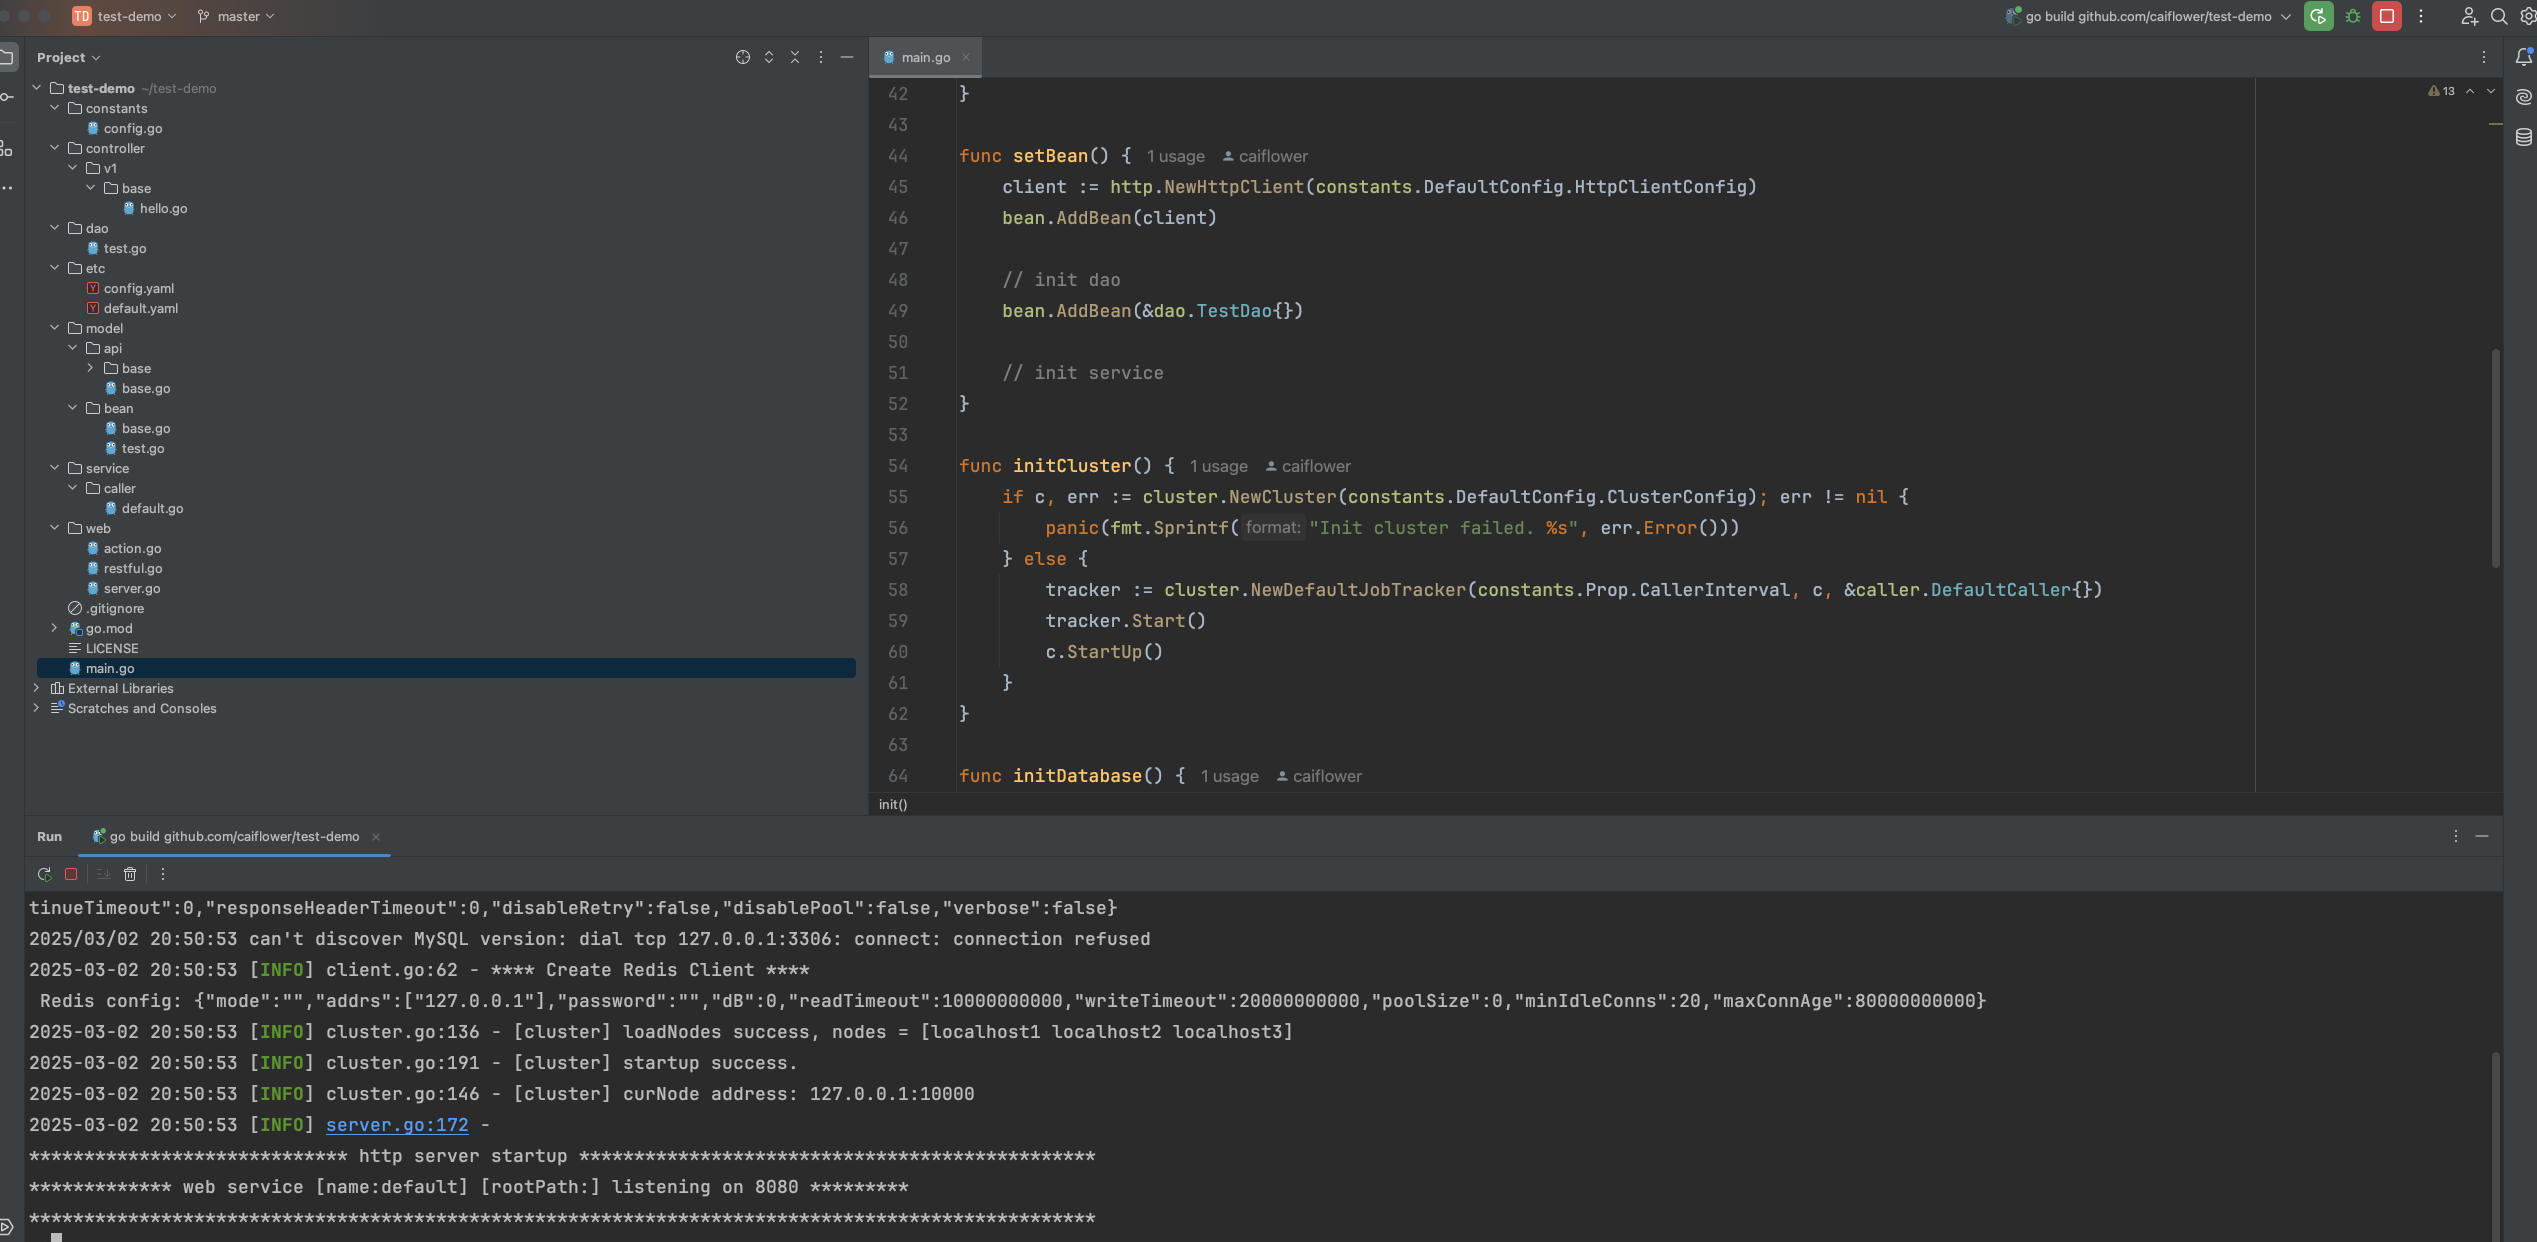 TD test-demo master
go build github.com/caiflower/test-demo
Project
main.go
test-demo ~/test-demo
constants
config.go
controller
v1
base
hello.go
dao
test.go
etc
config.yaml
default.yaml
model
api
base
base.go
bean
base.go
test.go
service
caller
default.go
web
action.go
restful.go
server.go
.gitignore
go.mod
LICENSE
main.go
External Libraries
Scratches and Consoles
13
42 }
43
44 func setBean() { 1 usage caiflower
45 client := http.NewHttpClient(constants.DefaultConfig.HttpClientConfig)
46 bean.AddBean(client)
47
48 // init dao
49 bean.AddBean(&dao.TestDao{})
50
51 // init service
52 }
53
54 func initCluster() { 1 usage caiflower
55 if c, err := cluster.NewCluster(constants.DefaultConfig.ClusterConfig); err != nil {
56 panic(fmt.Sprintf( format: "Init cluster failed. %s", err.Error()))
57 } else {
58 tracker := cluster.NewDefaultJobTracker(constants.Prop.CallerInterval, c, &caller.DefaultCaller{})
59 tracker.Start()
60 c.StartUp()
61 }
62 }
63
64 func initDatabase() { 1 usage caiflower
init()
Run go build github.com/caiflower/test-demo
tinueTimeout":0,"responseHeaderTimeout":0,"disableRetry":false,"disablePool":false,"verbose":false}
2025/03/02 20:50:53 can't discover MySQL version: dial tcp 127.0.0.1:3306: connect: connection refused
2025-03-02 20:50:53 [INFO] client.go:62 - **** Create Redis Client ****
Redis config: {"mode":"","addrs":["127.0.0.1"],"password":"","dB":0,"readTimeout":10000000000,"writeTimeout":20000000000,"poolSize":0,"minIdleConns":20,"maxConnAge":80000000000}
2025-03-02 20:50:53 [INFO] cluster.go:136 - [cluster] loadNodes success, nodes = [localhost1 localhost2 localhost3]
2025-03-02 20:50:53 [INFO] cluster.go:191 - [cluster] startup success.
2025-03-02 20:50:53 [INFO] cluster.go:146 - [cluster] curNode address: 127.0.0.1:10000
2025-03-02 20:50:53 [INFO] server.go:172 -
***************************** http server startup ***********************************************
************* web service [name:default] [rootPath:] listening on 8080 *********
*************************************************************************************************